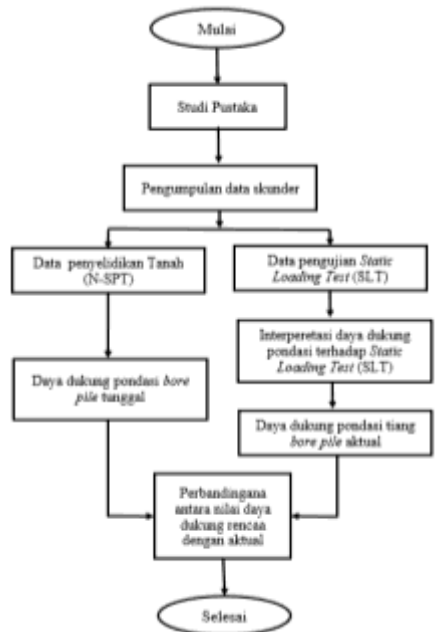 Mulai
Studi Pustaka
Pengumpulan data skunder
Data penyelidikan Tanah
(N-SPT)
Data pengujian Static
Loading Test (SLT)
Interperetasi daya dukung
pondasi terhadap Static
Loading Test (SLT)
Daya dukung pondasi bore
pile tunggal
Daya dukung pondasi tiang
bore pile aktual
Perbandingana
antara nilai daya
dukung rencaa
dengan aktual
Selesai